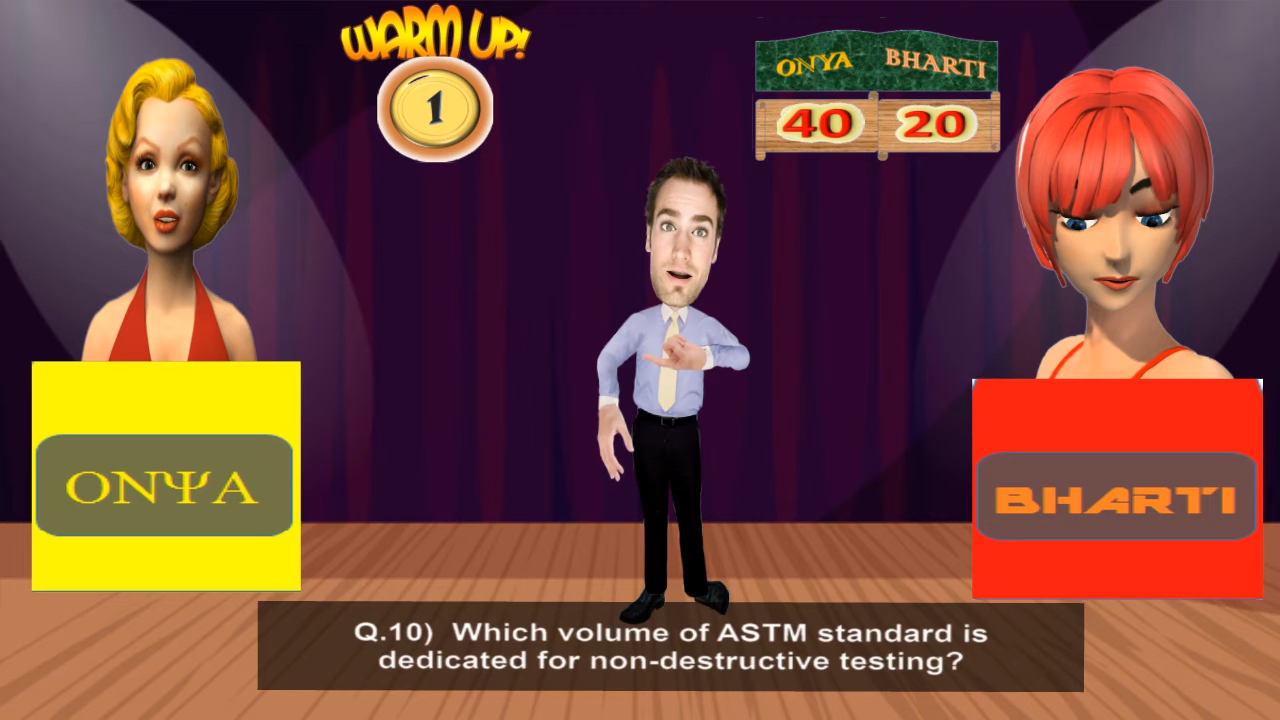 WARM UP!
1
ONYA BHARTI
40 20
ONΨA
BHARTI
Q.10) Which volume of ASTM standard is
dedicated for non-destructive testing?